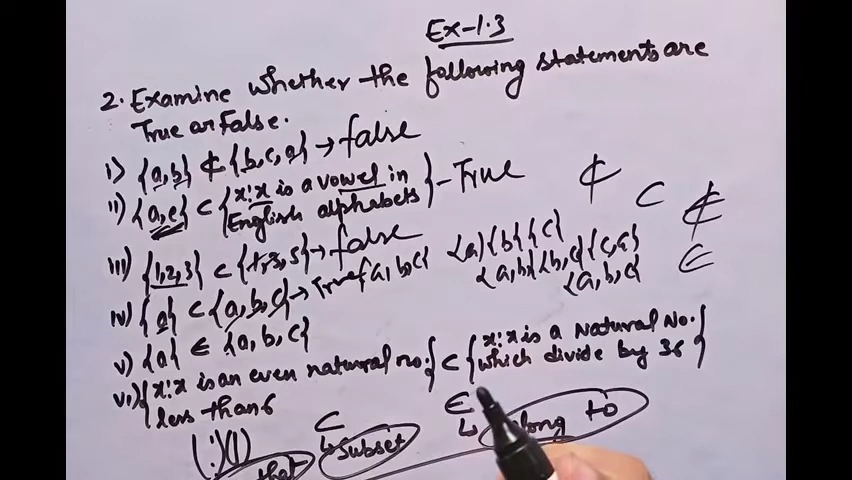 Ex-1.3
2. Examine whether the following statements are
True or False.
i) {a,b} ⊄ {b,c,a} → false
ii) {a,e} ⊂ {x:x is a vowel in English alphabets} - True
iii) {1,2,3} ⊂ {1,3,5} → false
iv) {a} ⊂ {a,b,c} → True {a,b,c}
v) {a} ∈ {a,b,c}
vi) {x:x is an even natural no. less than 6} ⊂ {x:x is a Natural No. which divide by 36}
⊄ ⊂ ⊄
∈
{a} {b} {c}
{a,b} {b,c} {c,a}
{a,b,c}
(:) (|)
that
⊂
↳ subset
∈
↳ to